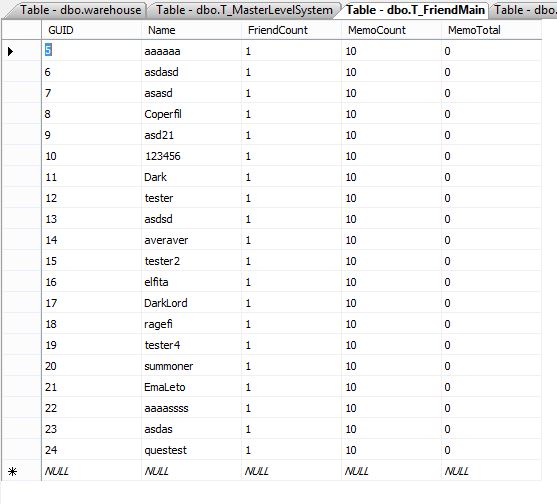 Table - dbo.warehouse Table - dbo.T_MasterLevelSystem Table - dbo.T_FriendMain Table - dbo.
GUID Name FriendCount MemoCount MemoTotal
5 aaaaaa 1 10 0
6 asdasd 1 10 0
7 asasd 1 10 0
8 Coperfil 1 10 0
9 asd21 1 10 0
10 123456 1 10 0
11 Dark 1 10 0
12 tester 1 10 0
13 asdsd 1 10 0
14 averaver 1 10 0
15 tester2 1 10 0
16 elfita 1 10 0
17 DarkLord 1 10 0
18 ragefi 1 10 0
19 tester4 1 10 0
20 summoner 1 10 0
21 EmaLeto 1 10 0
22 aaaassss 1 10 0
23 asdas 1 10 0
24 questest 1 10 0
NULL NULL NULL NULL NULL